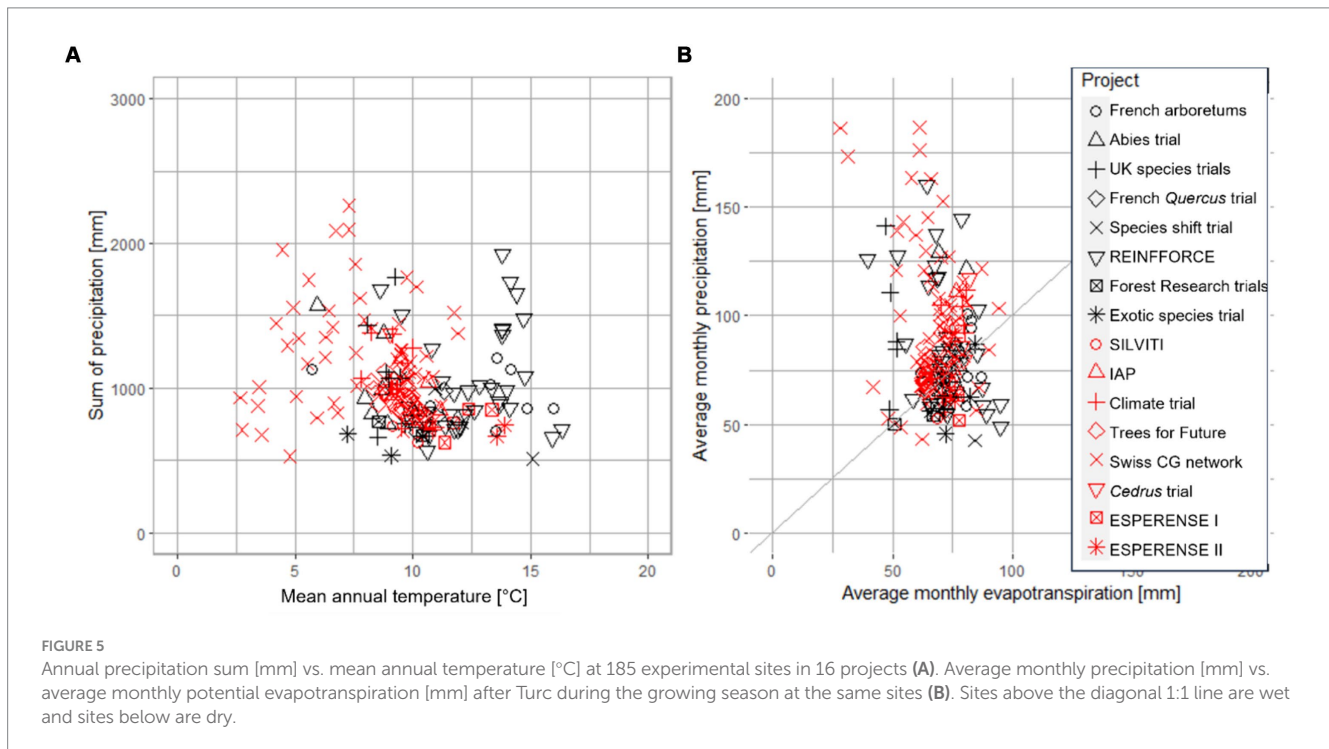 A
B
3000
2000
1000
0
Sum of precipitation [mm]
0 5 10 15 20
Mean annual temperature [°C]
200
150
100
50
0
Average monthly precipitation [mm]
0 50 100 150 200
Average monthly evapotranspiration [mm]
Project
French arboretums
Abies trial
UK species trials
French Quercus trial
Species shift trial
REINFFORCE
Forest Research trials
Exotic species trial
SILVITI
IAP
Climate trial
Trees for Future
Swiss CG network
Cedrus trial
ESPERENSE I
ESPERENSE II
FIGURE 5
Annual precipitation sum [mm] vs. mean annual temperature [°C] at 185 experimental sites in 16 projects (A). Average monthly precipitation [mm] vs.
average monthly potential evapotranspiration [mm] after Turc during the growing season at the same sites (B). Sites above the diagonal 1:1 line are wet
and sites below are dry.